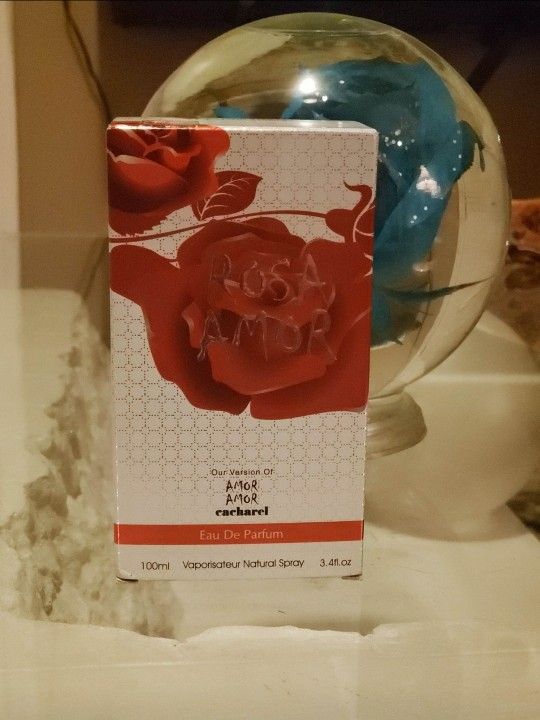 ROSA
AMOR
Our Version Of
AMOR
AMOR
cacharel
Eau De Parfum
100ml Vaporisateur Natural Spray 3.4fl.oz